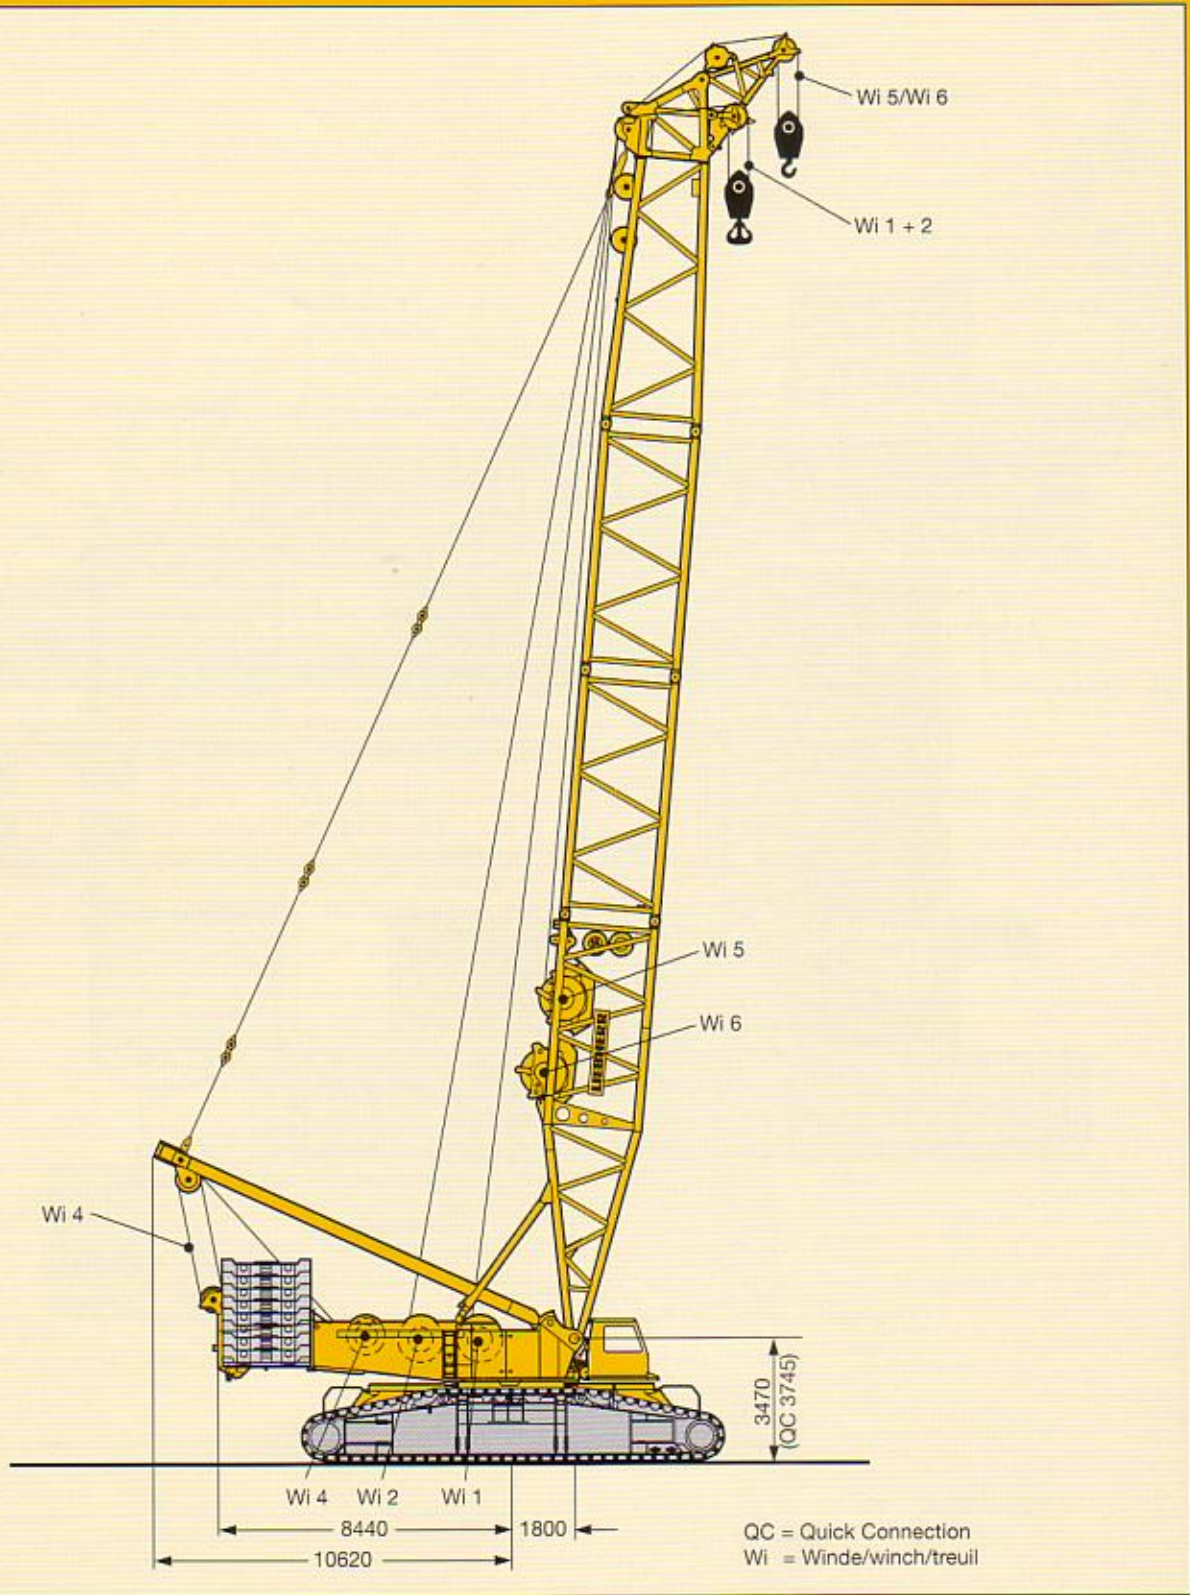 Wi 5/Wi 6
Wi 1 + 2
Wi 5
Wi 6
LIEBHERR
Wi 4
3470
(QC 3745)
Wi 4
Wi 2
Wi 1
8440
1800
10620
QC = Quick Connection
Wi = Winde/winch/treuil